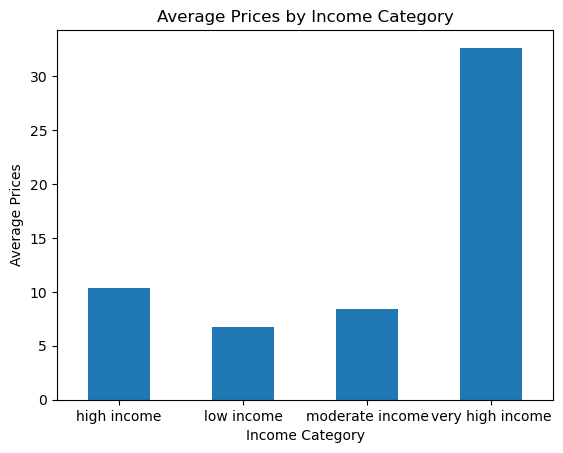 Average Prices by Income Category
Average Prices
30
25
20
15
10
5
0
high income
low income
moderate income
very high income
Income Category